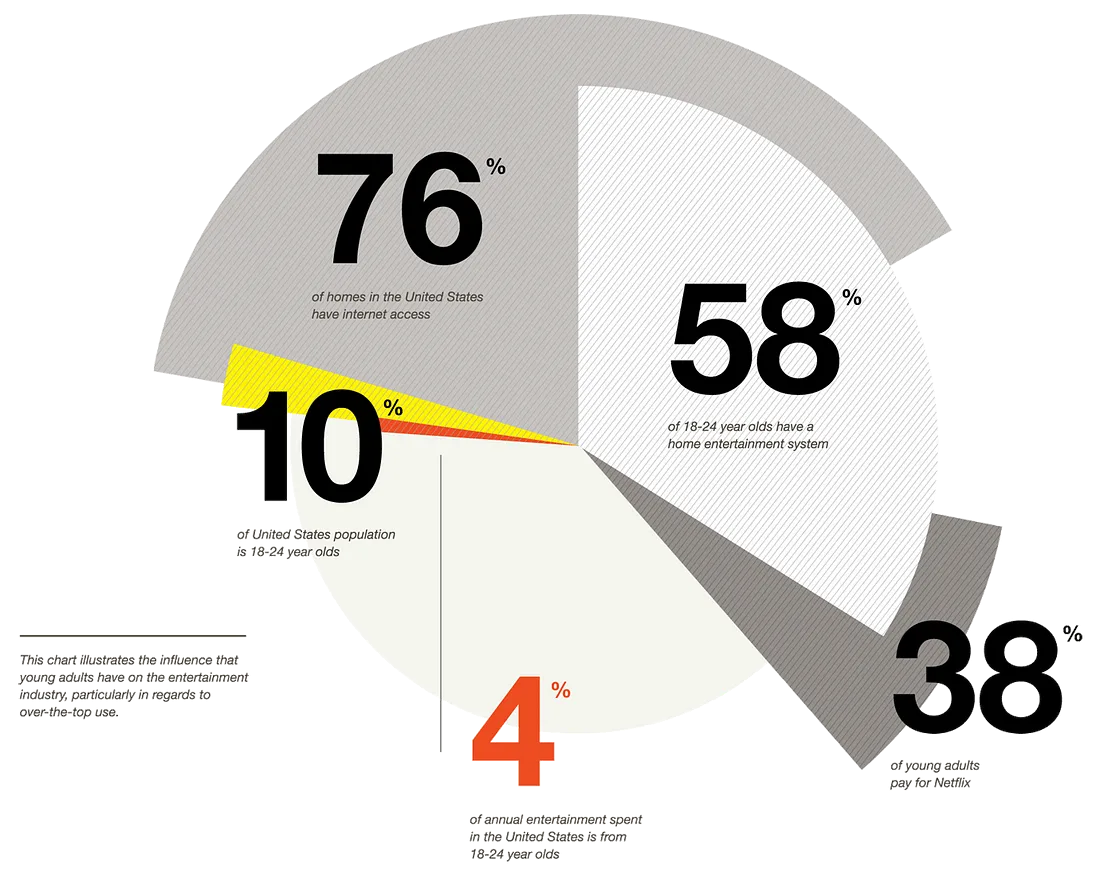 76%
of homes in the United States
have internet access
58%
of 18-24 year olds have a
home entertainment system
10%
of United States population
is 18-24 year olds
38%
of young adults
pay for Netflix
This chart illustrates the influence that
young adults have on the entertainment
industry, particularly in regards to
over-the-top use.
4%
of annual entertainment spent
in the United States is from
18-24 year olds